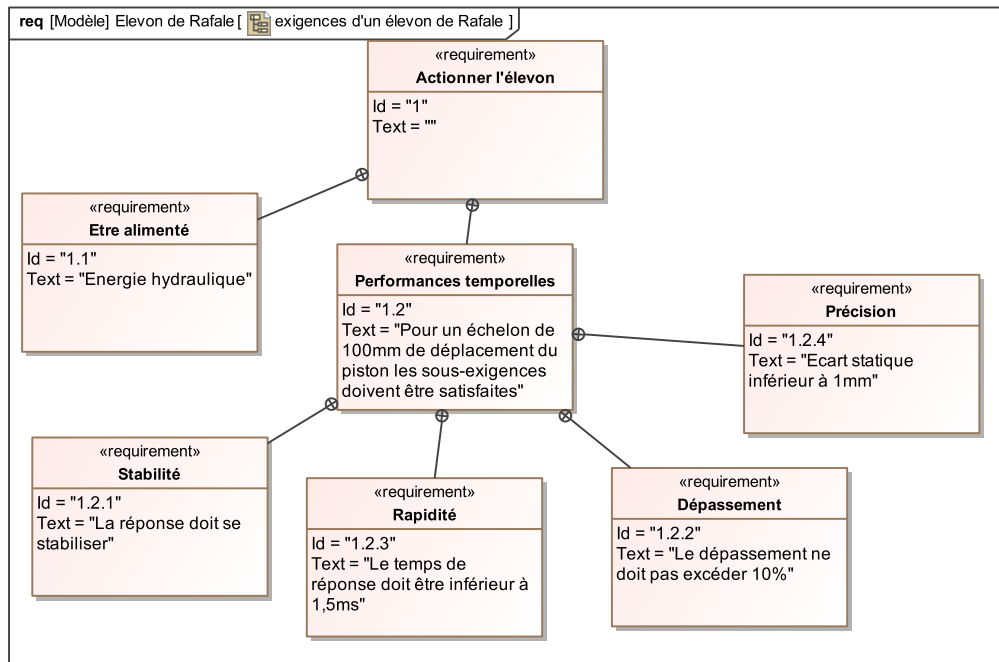 req [Modèle] Elevon de Rafale [ exigences d'un élevon de Rafale ]
«requirement»
Actionner l'élevon
Id = "1"
Text = ""
«requirement»
Etre alimenté
Id = "1.1"
Text = "Energie hydraulique"
«requirement»
Performances temporelles
Id = "1.2"
Text = "Pour un échelon de
100mm de déplacement du
piston les sous-exigences
doivent être satisfaites"
«requirement»
Précision
Id = "1.2.4"
Text = "Ecart statique
inférieur à 1mm"
«requirement»
Stabilité
Id = "1.2.1"
Text = "La réponse doit se
stabiliser"
«requirement»
Rapidité
Id = "1.2.3"
Text = "Le temps de
réponse doit être inférieur à
1,5ms"
«requirement»
Dépassement
Id = "1.2.2"
Text = "Le dépassement ne
doit pas excéder 10%"